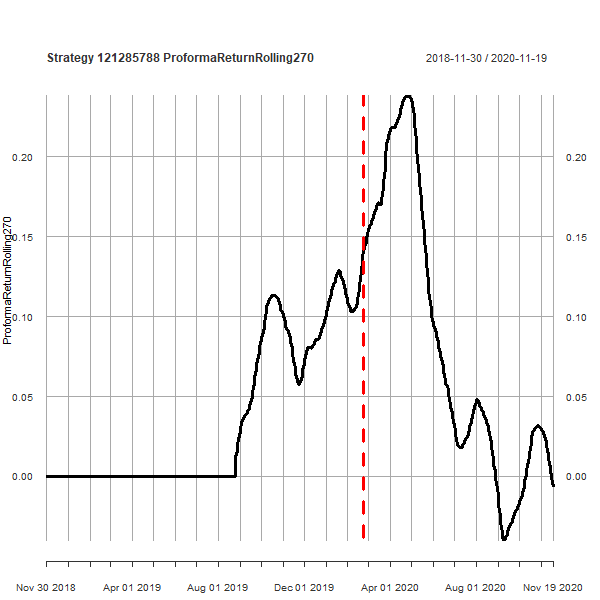 Strategy 121285788 ProformaReturnRolling270
2018-11-30 / 2020-11-19
ProformaReturnRolling270
0.20
0.15
0.10
0.05
0.00
0.20
0.15
0.10
0.05
0.00
Nov 30 2018
Apr 01 2019
Aug 01 2019
Dec 01 2019
Apr 01 2020
Aug 01 2020
Nov 19 2020